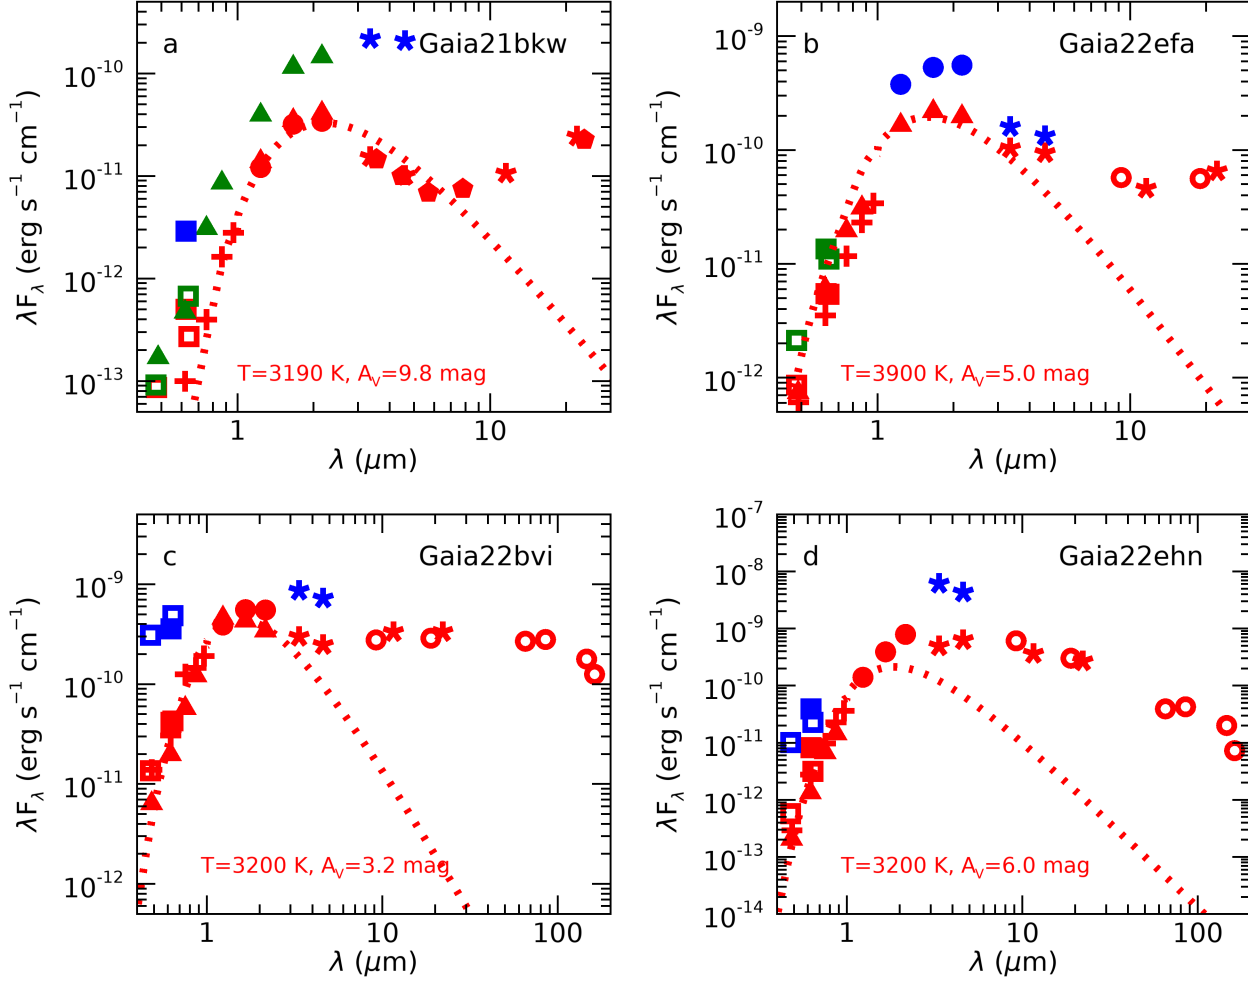 a Gaia21bkw
10⁻¹⁰
10⁻¹¹
10⁻¹²
10⁻¹³
λF_λ (erg s⁻¹ cm⁻¹)
T=3190 K, A_V=9.8 mag
1 10
λ (μm)
b Gaia22efa
10⁻⁹
10⁻¹⁰
10⁻¹¹
10⁻¹²
λF_λ (erg s⁻¹ cm⁻¹)
T=3900 K, A_V=5.0 mag
1 10
λ (μm)
c Gaia22bvi
10⁻⁹
10⁻¹⁰
10⁻¹¹
10⁻¹²
λF_λ (erg s⁻¹ cm⁻¹)
T=3200 K, A_V=3.2 mag
1 10 100
λ (μm)
d Gaia22ehn
10⁻⁷
10⁻⁸
10⁻⁹
10⁻¹⁰
10⁻¹¹
10⁻¹²
10⁻¹³
10⁻¹⁴
λF_λ (erg s⁻¹ cm⁻¹)
T=3200 K, A_V=6.0 mag
1 10 100
λ (μm)